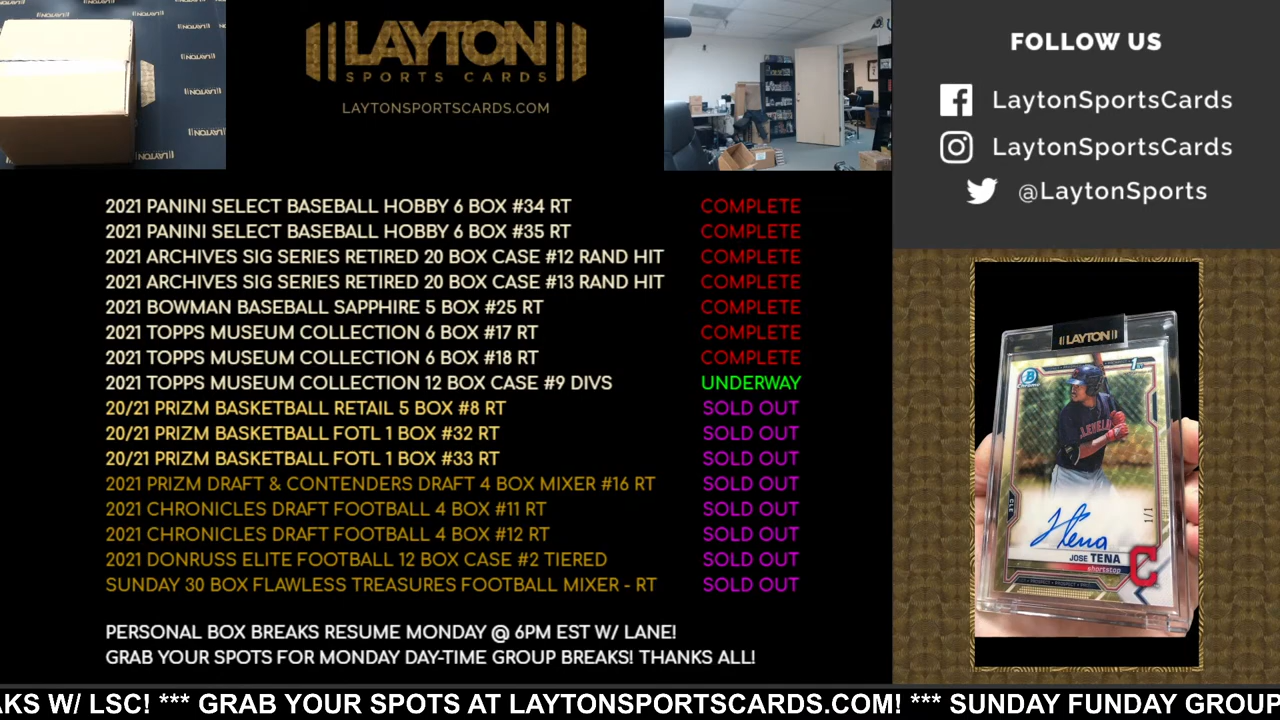 LAYTON
SPORTS CARDS
LAYTONSPORTSCARDS.COM
FOLLOW US
LaytonSportsCards
LaytonSportsCards
@LaytonSports
2021 PANINI SELECT BASEBALL HOBBY 6 BOX #34 RT COMPLETE
2021 PANINI SELECT BASEBALL HOBBY 6 BOX #35 RT COMPLETE
2021 ARCHIVES SIG SERIES RETIRED 20 BOX CASE #12 RAND HIT COMPLETE
2021 ARCHIVES SIG SERIES RETIRED 20 BOX CASE #13 RAND HIT COMPLETE
2021 BOWMAN BASEBALL SAPPHIRE 5 BOX #25 RT COMPLETE
2021 TOPPS MUSEUM COLLECTION 6 BOX #17 RT COMPLETE
2021 TOPPS MUSEUM COLLECTION 6 BOX #18 RT COMPLETE
2021 TOPPS MUSEUM COLLECTION 12 BOX CASE #9 DIVS UNDERWAY
20/21 PRIZM BASKETBALL RETAIL 5 BOX #8 RT SOLD OUT
20/21 PRIZM BASKETBALL FOTL 1 BOX #32 RT SOLD OUT
20/21 PRIZM BASKETBALL FOTL 1 BOX #33 RT SOLD OUT
2021 PRIZM DRAFT & CONTENDERS DRAFT 4 BOX MIXER #16 RT SOLD OUT
2021 CHRONICLES DRAFT FOOTBALL 4 BOX #11 RT SOLD OUT
2021 CHRONICLES DRAFT FOOTBALL 4 BOX #12 RT SOLD OUT
2021 DONRUSS ELITE FOOTBALL 12 BOX CASE #2 TIERED SOLD OUT
SUNDAY 30 BOX FLAWLESS TREASURES FOOTBALL MIXER - RT SOLD OUT
PERSONAL BOX BREAKS RESUME MONDAY @ 6PM EST W/ LANE!
GRAB YOUR SPOTS FOR MONDAY DAY-TIME GROUP BREAKS! THANKS ALL!
LAYTON
1st
CLE
1/1
JOSE TENA
shortstop
C
AKS W/ LSC! *** GRAB YOUR SPOTS AT LAYTONSPORTSCARDS.COM! *** SUNDAY FUNDAY GROUP